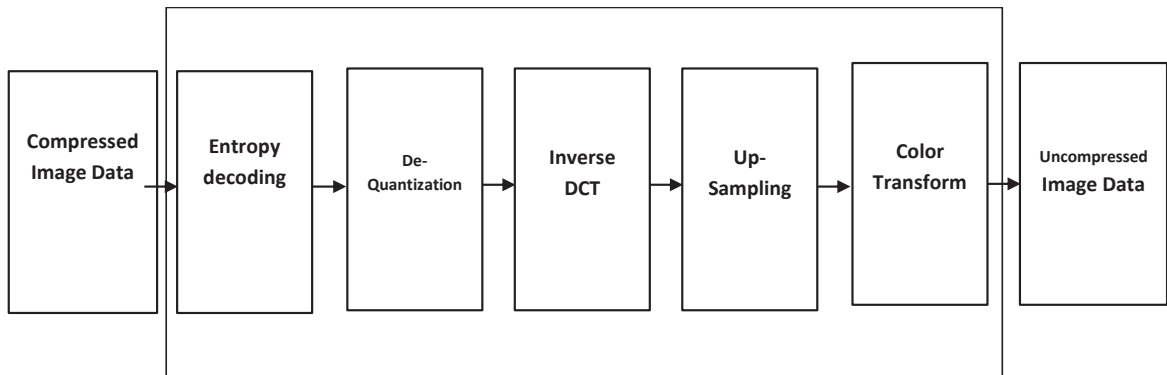 Compressed
Image Data
Entropy
decoding
De-
Quantization
Inverse
DCT
Up-
Sampling
Color
Transform
Uncompressed
Image Data